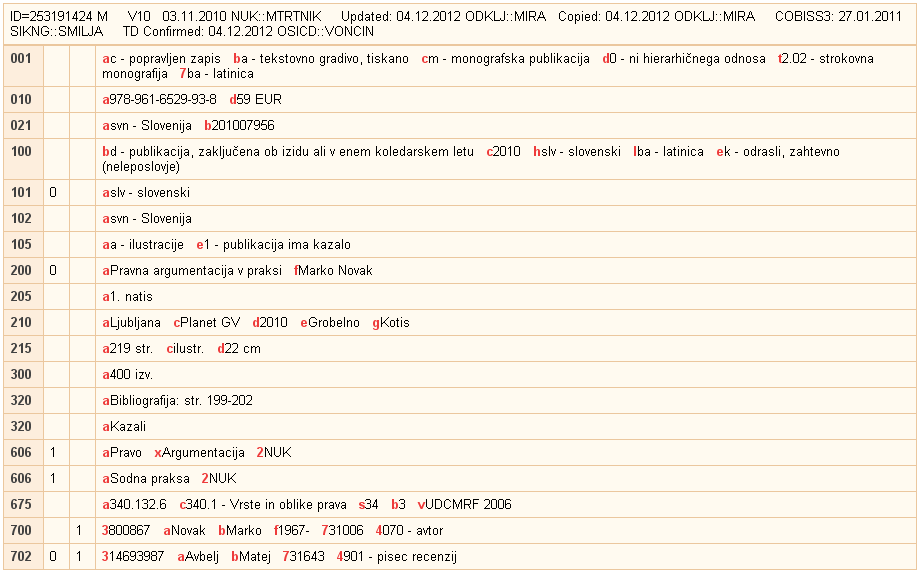 ID=253191424 M V10 03.11.2010 NUK::MTRTNIK Updated: 04.12.2012 ODKLJ::MIRA Copied: 04.12.2012 ODKLJ::MIRA COBISS3: 27.01.2011
SIKNG::SMILJA TD Confirmed: 04.12.2012 OSICD::VONCIN
001 ac - popravljen zapis ba - tekstovno gradivo, tiskano cm - monografska publikacija d0 - ni hierarhičnega odnosa t2.02 - strokovna
monografija 7ba - latinica
010 a978-961-6529-93-8 d59 EUR
021 asvn - Slovenija b201007956
100 bd - publikacija, zaključena ob izidu ali v enem koledarskem letu c2010 hslv - slovenski lba - latinica ek - odrasli, zahtevno
(neleposlovje)
101 0 aslv - slovenski
102 asvn - Slovenija
105 aa - ilustracije e1 - publikacija ima kazalo
200 0 aPravna argumentacija v praksi fMarko Novak
205 a1. natis
210 aLjubljana cPlanet GV d2010 eGrobelno gKotis
215 a219 str. cilustr. d22 cm
300 a400 izv.
320 aBibliografija: str. 199-202
320 aKazali
606 1 aPravo xArgumentacija 2NUK
606 1 aSodna praksa 2NUK
675 a340.132.6 c340.1 - Vrste in oblike prava s34 b3 vUDCMRF 2006
700 1 3800867 aNovak bMarko f1967- 731006 4070 - avtor
702 0 1 314693987 aAvbelj bMatej 731643 4901 - pisec recenzij